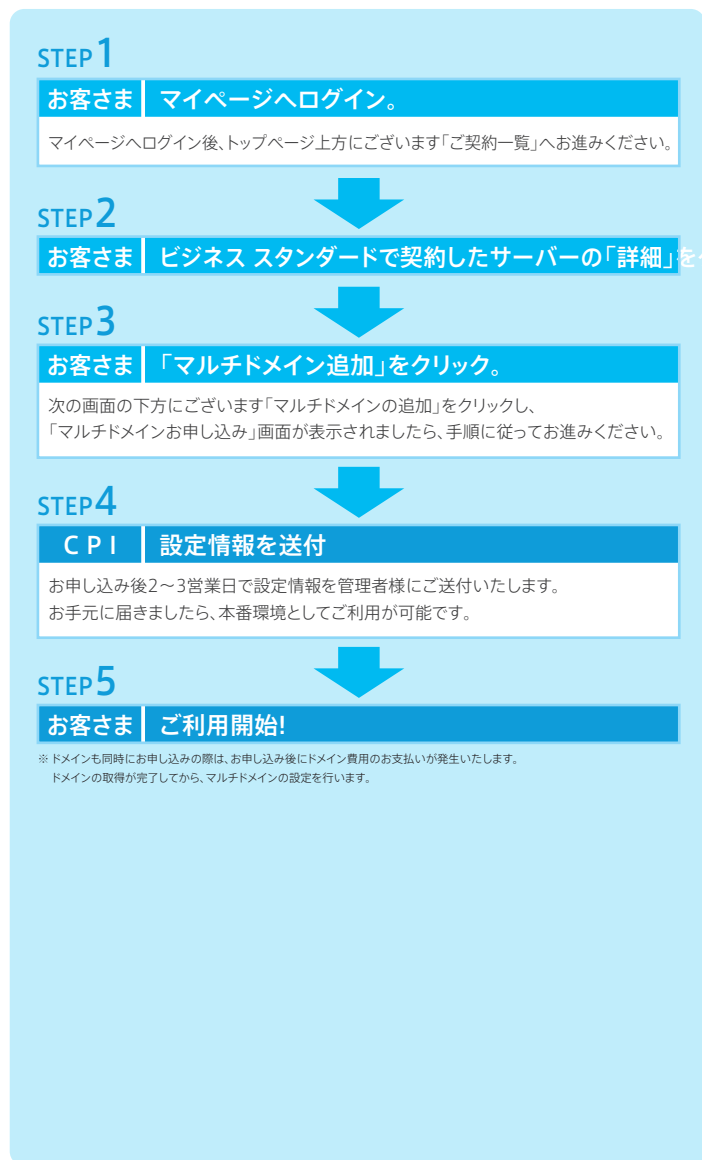 STEP1
お客さま マイページへログイン。
マイページへログイン後、トップページ上方にございます「ご契約一覧」へお進みください。
STEP2
お客さま ビジネス スタンダードで契約したサーバーの「詳細」を
STEP3
お客さま 「マルチドメイン追加」をクリック。
次の画面の下方にございます「マルチドメインの追加」をクリックし、
「マルチドメインお申し込み」画面が表示されましたら、手順に従ってお進みください。
STEP4
CPI 設定情報を送付
お申し込み後2〜3営業日で設定情報を管理者様にご送付いたします。
お手元に届きましたら、本番環境としてご利用が可能です。
STEP5
お客さま ご利用開始!
※ ドメインも同時にお申し込みの際は、お申し込み後にドメイン費用のお支払いが発生いたします。
ドメインの取得が完了してから、マルチドメインの設定を行います。